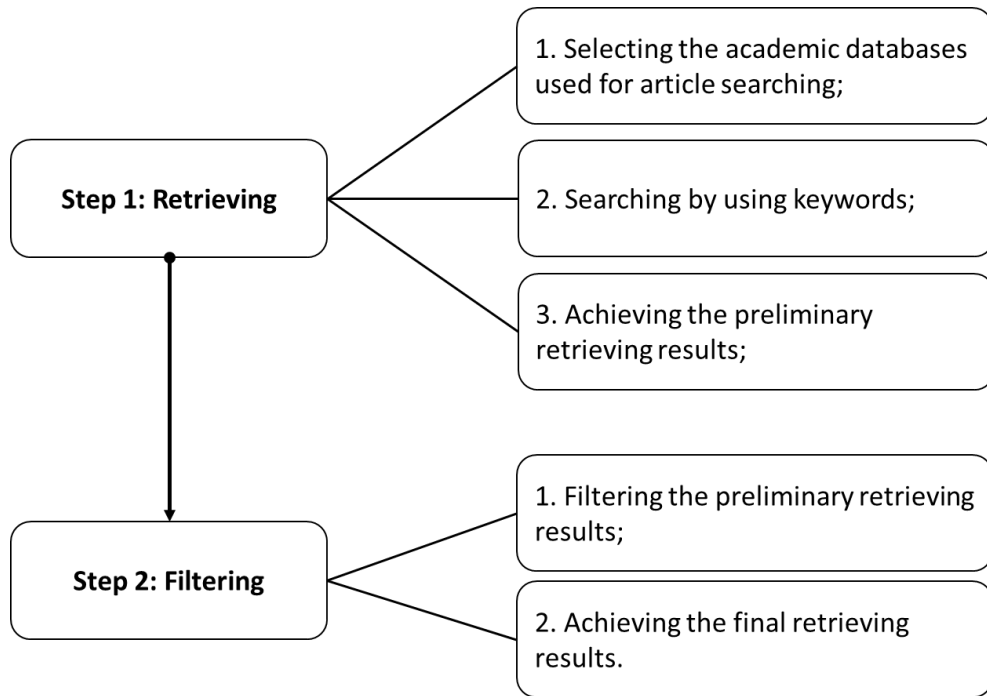 Step 1: Retrieving
1. Selecting the academic databases
used for article searching;
2. Searching by using keywords;
3. Achieving the preliminary
retrieving results;
Step 2: Filtering
1. Filtering the preliminary retrieving
results;
2. Achieving the final retrieving
results.